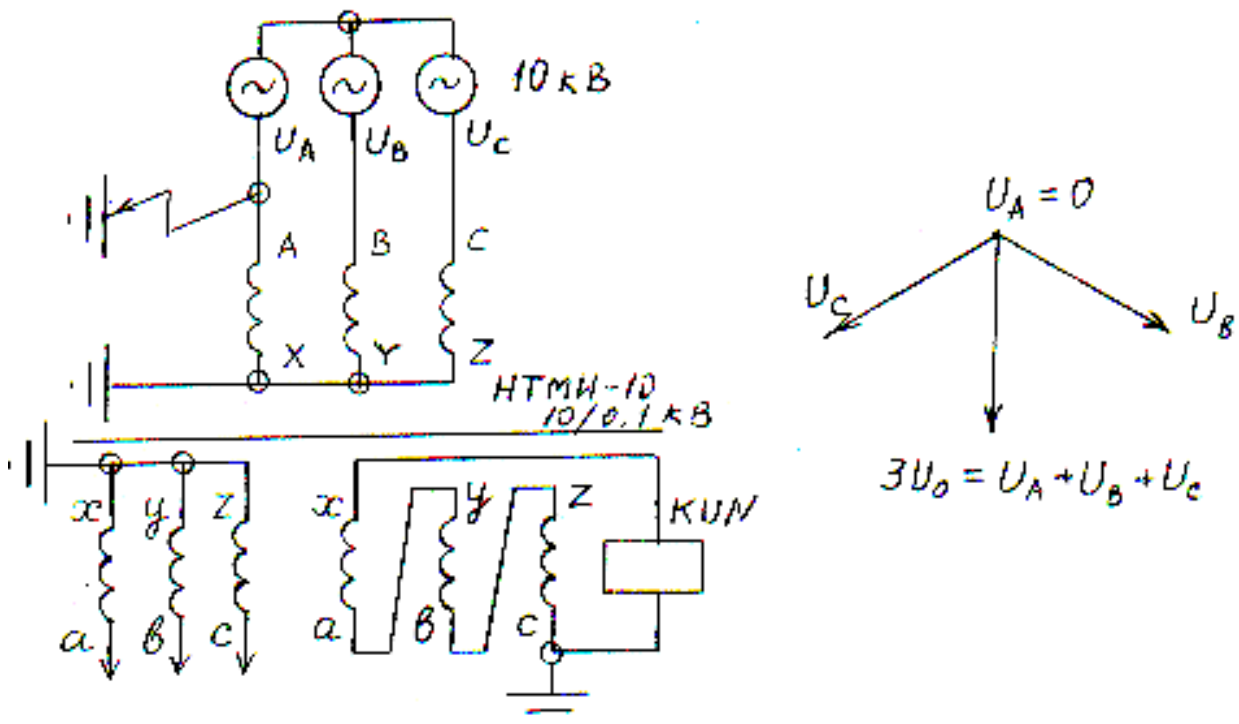 10 кВ
U_A U_B U_C
A B C
X Y Z
НТМИ-10
10/0,1 кВ
x y z
a в c
x y z
a в c
KUN
U_A = 0
U_C U_B
3U_0 = U_A + U_B + U_C